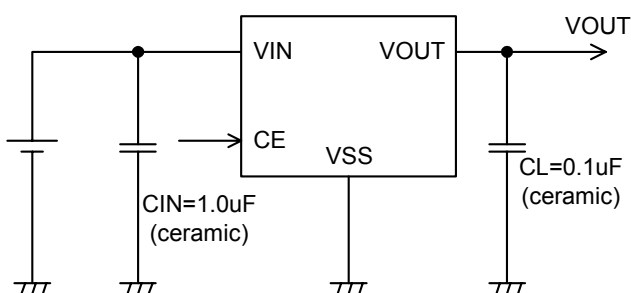 VOUT
VIN
VOUT
CE
VSS
CIN=1.0uF
(ceramic)
CL=0.1uF
(ceramic)